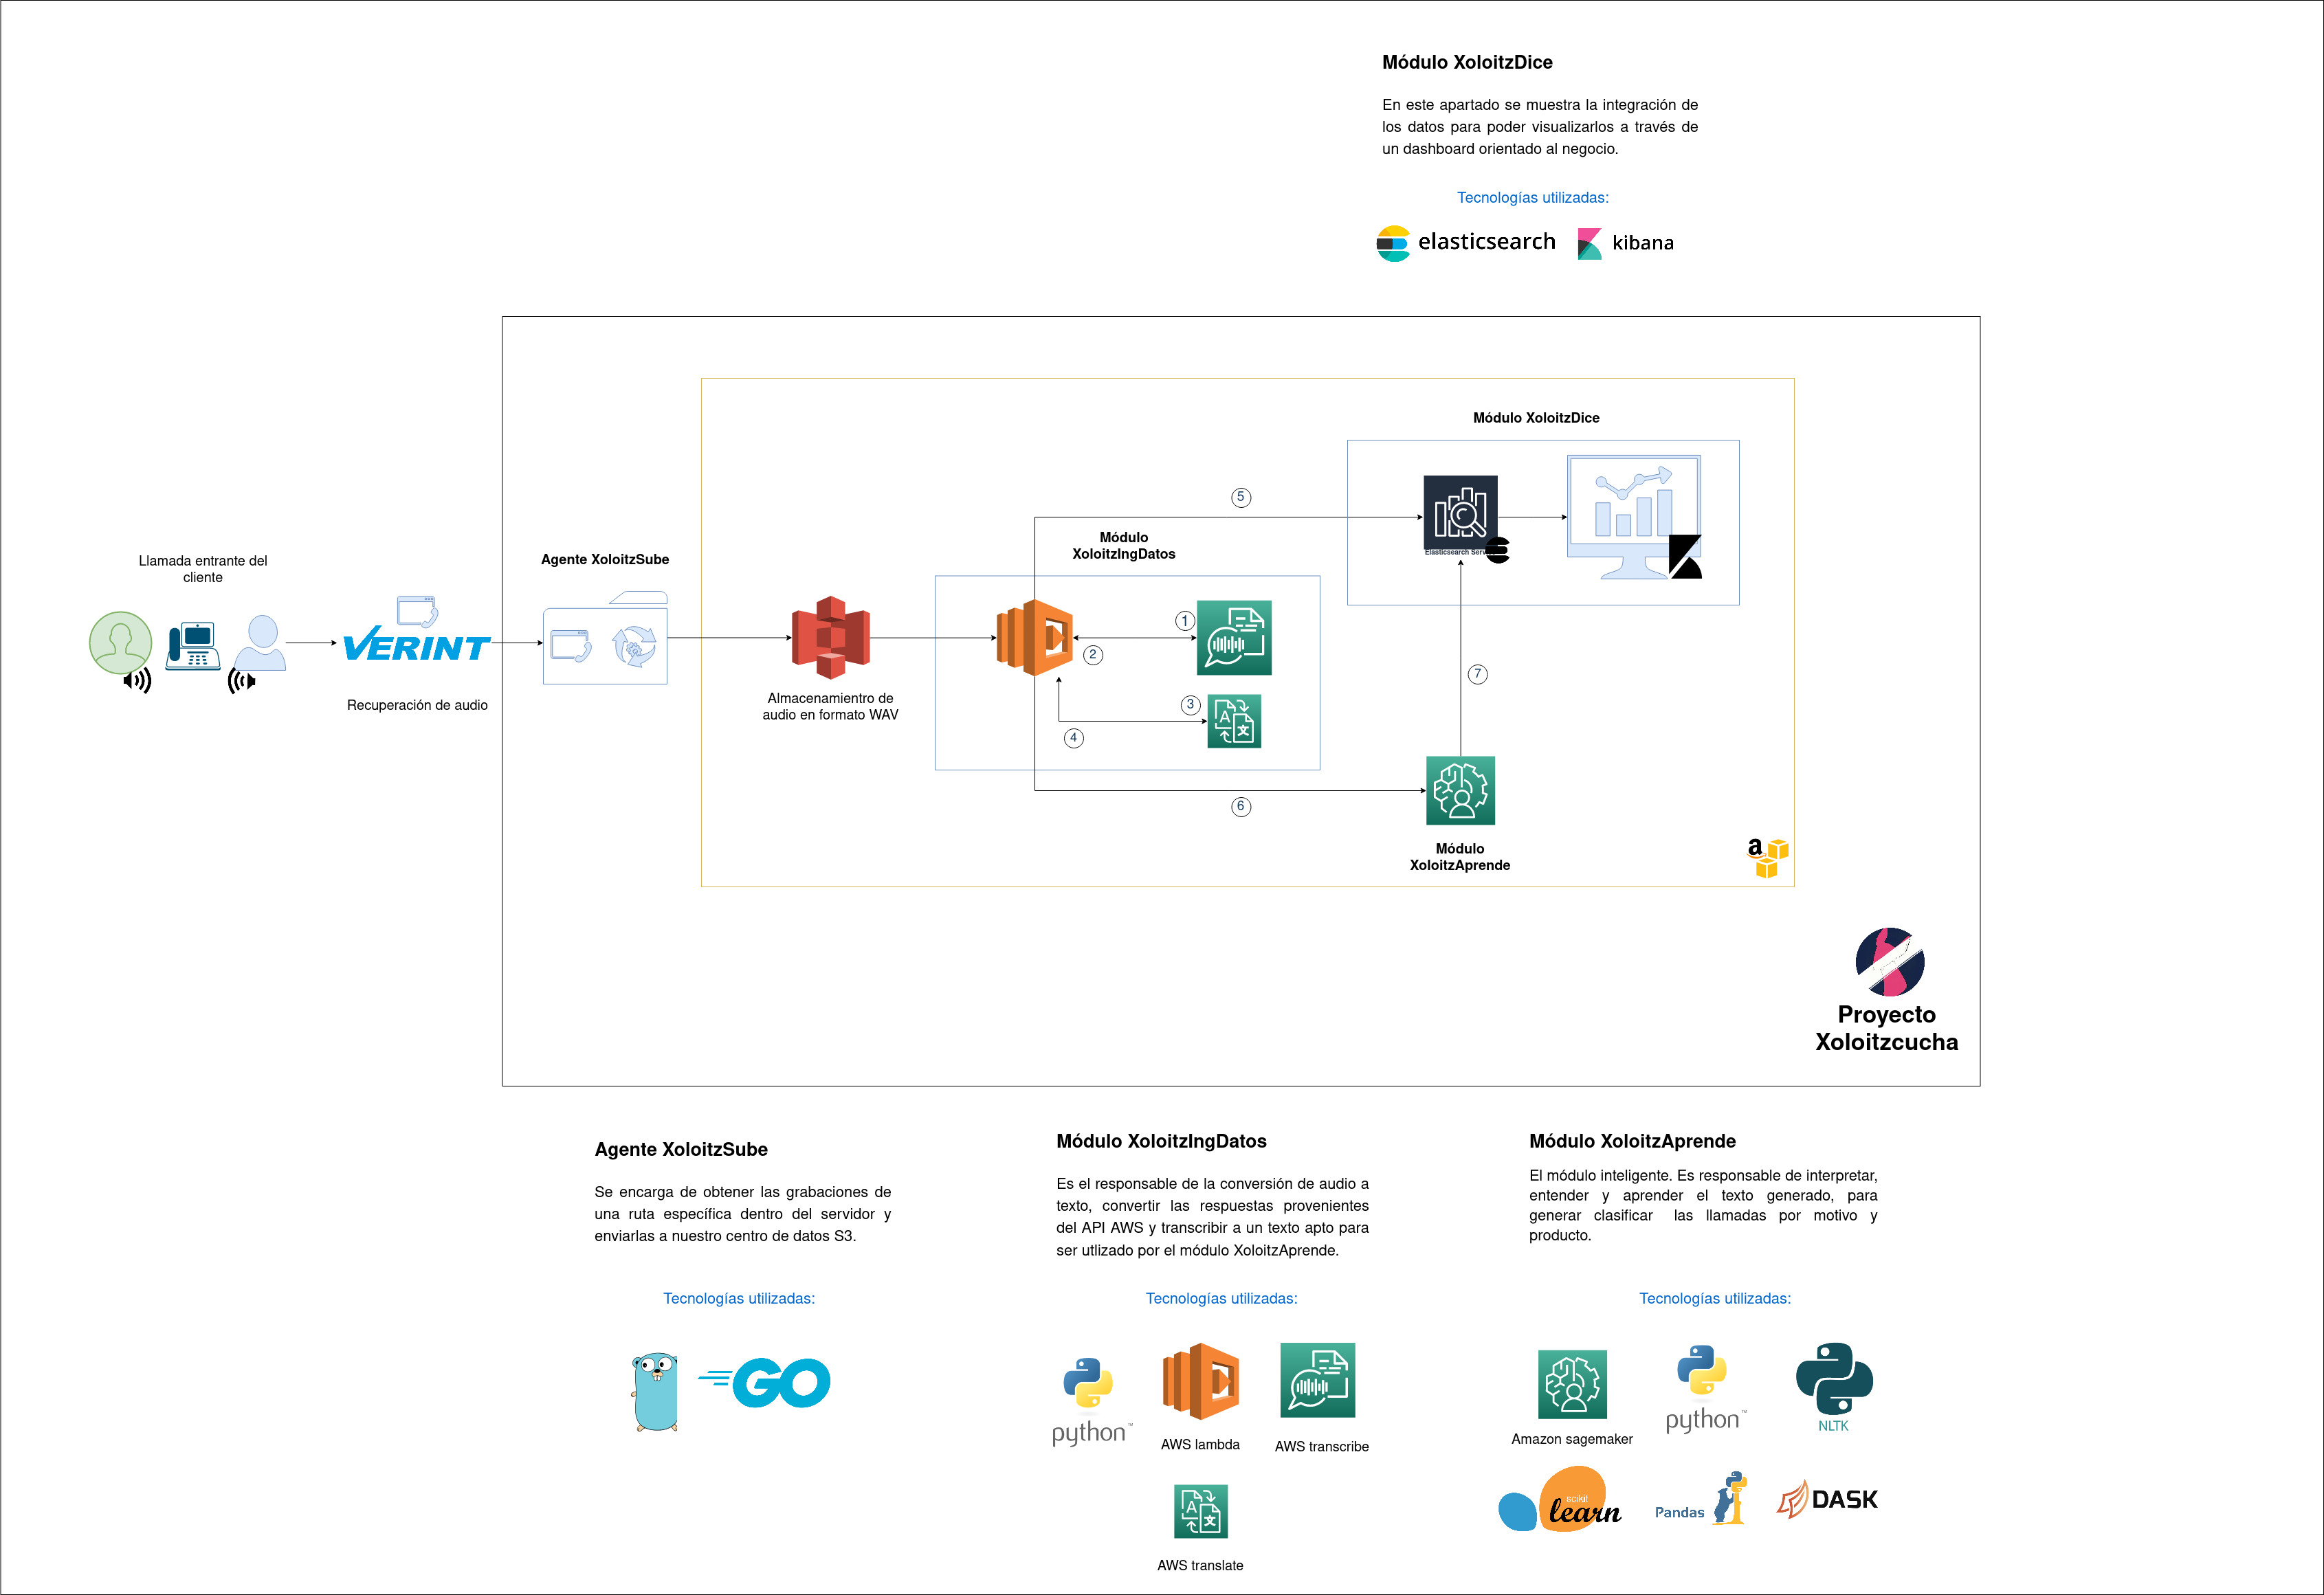 Módulo XoloitzDice
En este apartado se muestra la integración de
los datos para poder visualizarlos a través de
un dashboard orientado al negocio.
Tecnologías utilizadas:
elasticsearch
kibana
Módulo XoloitzDice
5
Módulo
XoloitzIngDatos
Elasticsearch Serv
Llamada entrante del
cliente
Agente XoloitzSube
1
VERINT
2
7
Recuperación de audio
Almacenamientro de
audio en formato WAV
3
A
文
4
6
Módulo
XoloitzAprende
a
Proyecto
Xoloitzcucha
Agente XoloitzSube
Se encarga de obtener las grabaciones de
una ruta específica dentro del servidor y
enviarlas a nuestro centro de datos S3.
Tecnologías utilizadas:
GO
Módulo XoloitzIngDatos
Es el responsable de la conversión de audio a
texto, convertir las respuestas provenientes
del API AWS y transcribir a un texto apto para
ser utlizado por el módulo XoloitzAprende.
Tecnologías utilizadas:
python™
AWS lambda
AWS transcribe
A
文
AWS translate
Módulo XoloitzAprende
El módulo inteligente. Es responsable de interpretar,
entender y aprender el texto generado, para
generar clasificar las llamadas por motivo y
producto.
Tecnologías utilizadas:
Amazon sagemaker
python™
NLTK
scikit
learn
Pandas
DASK